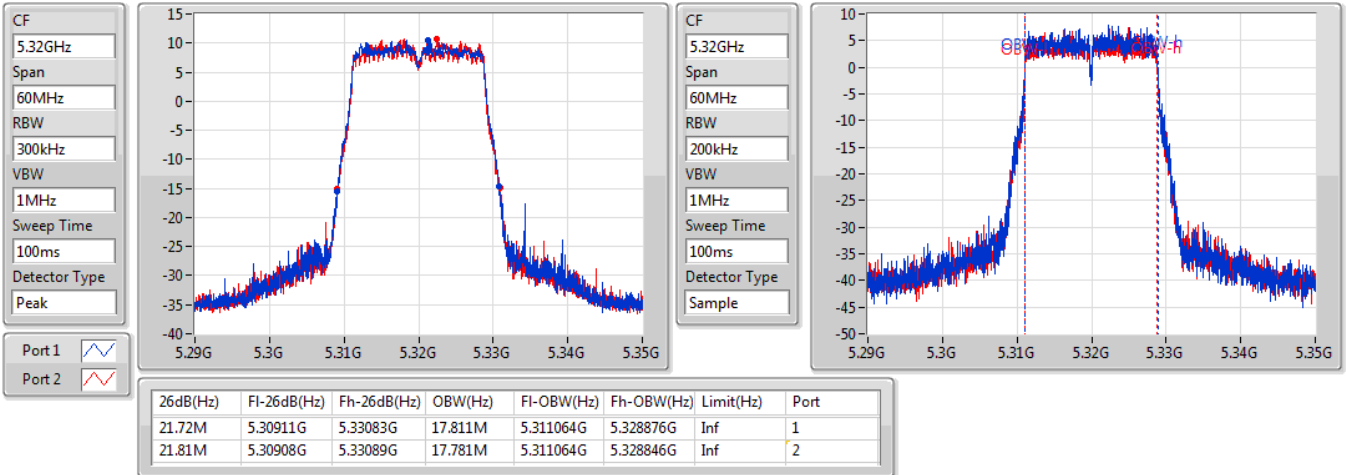 CF
5.32GHz
Span
60MHz
RBW
300kHz
VBW
1MHz
Sweep Time
100ms
Detector Type
Peak
Port 1
Port 2
15
10
5
0
-5
-10
-15
-20
-25
-30
-35
-40
5.29G 5.3G 5.31G 5.32G 5.33G 5.34G 5.35G
CF
5.32GHz
Span
60MHz
RBW
200kHz
VBW
1MHz
Sweep Time
100ms
Detector Type
Sample
10
5
0
-5
-10
-15
-20
-25
-30
-35
-40
-45
-50
5.29G 5.3G 5.31G 5.32G 5.33G 5.34G 5.35G
26dB(Hz) Fl-26dB(Hz) Fh-26dB(Hz) OBW(Hz) Fl-OBW(Hz) Fh-OBW(Hz) Limit(Hz) Port
21.72M 5.30911G 5.33083G 17.811M 5.311064G 5.328876G Inf 1
21.81M 5.30908G 5.33089G 17.781M 5.311064G 5.328846G Inf 2